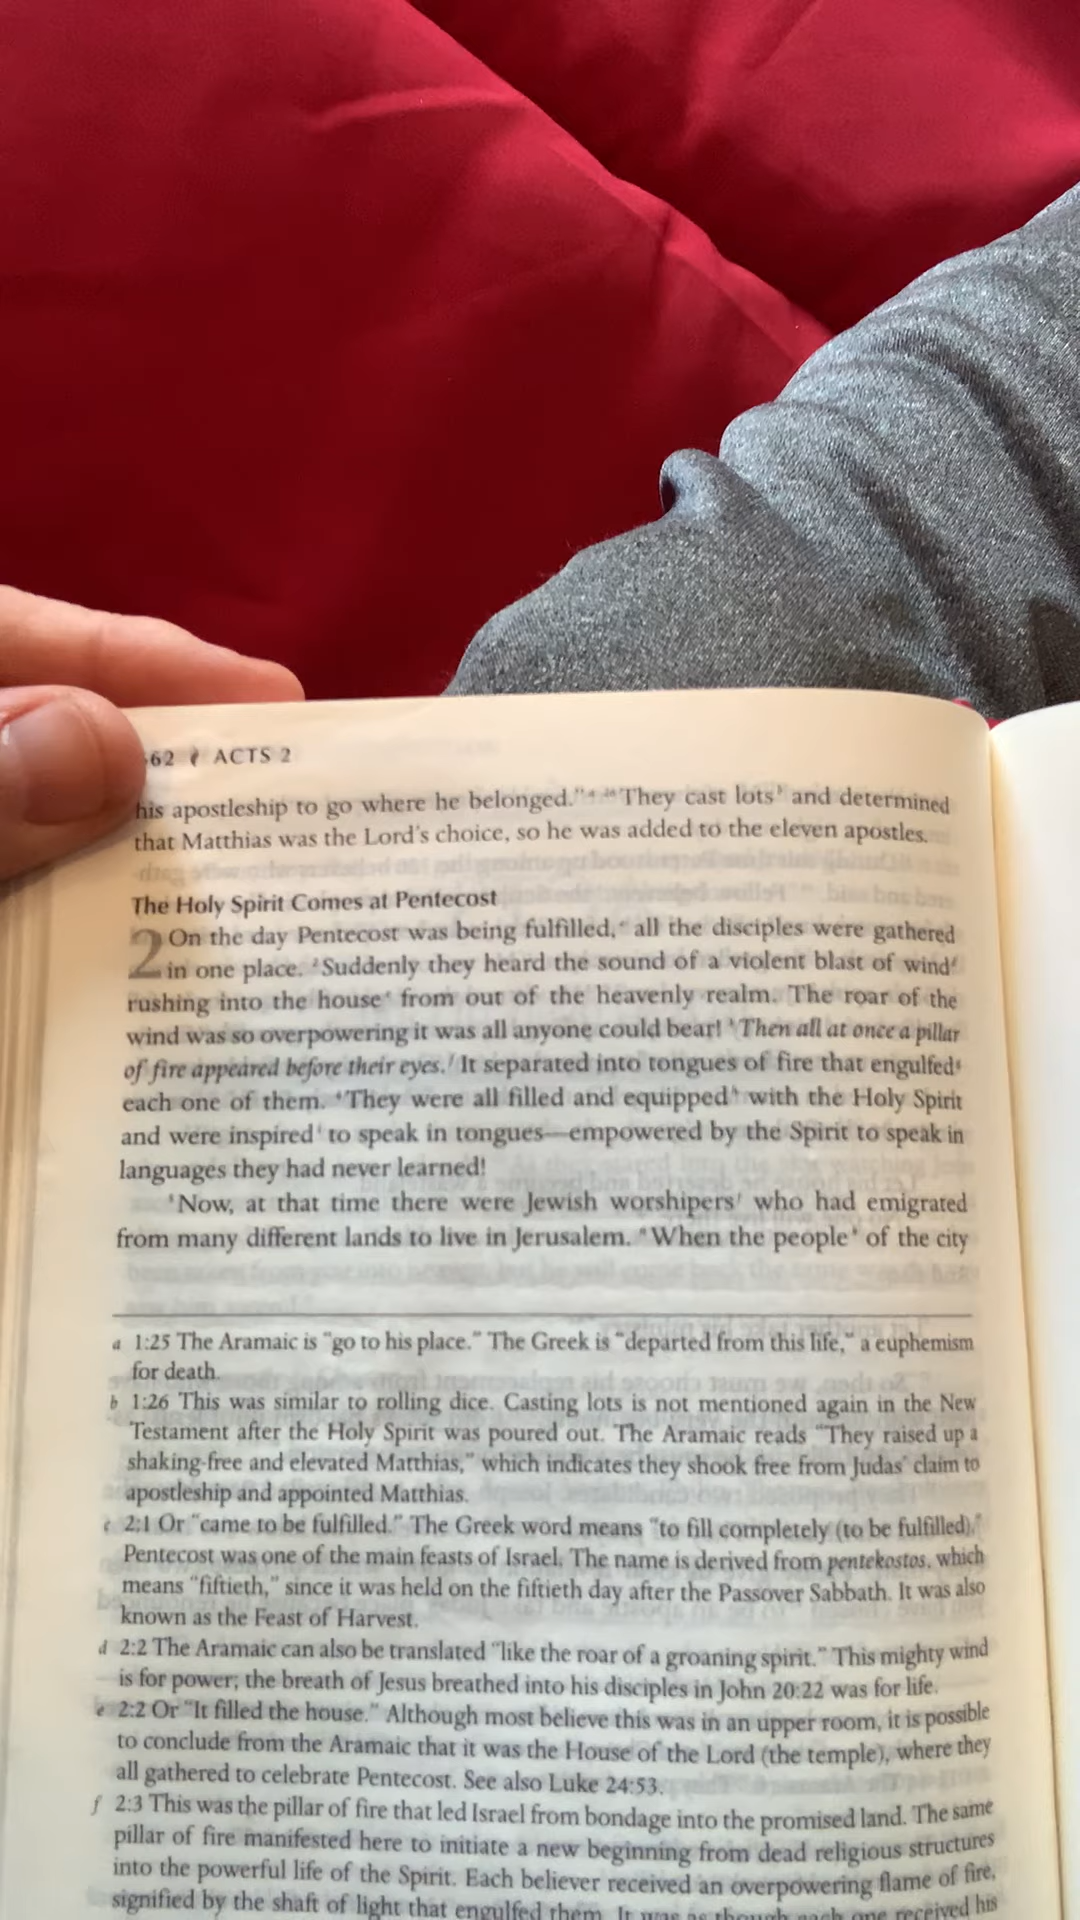 62 ACTS 2
his apostleship to go where he belonged." They cast lots and determined
that Matthias was the Lord's choice, so he was added to the eleven apostles.
The Holy Spirit Comes at Pentecost
2 On the day Pentecost was being fulfilled, all the disciples were gathered
in one place. Suddenly they heard the sound of a violent blast of wind
rushing into the house from out of the heavenly realm. The roar of the
wind was so overpowering it was all anyone could bear! Then all at once a pillar
of fire appeared before their eyes. It separated into tongues of fire that engulfed
each one of them. They were all filled and equipped with the Holy Spirit
and were inspired to speak in tongues—empowered by the Spirit to speak in
languages they had never learned!
Now, at that time there were Jewish worshipers who had emigrated
from many different lands to live in Jerusalem. When the people of the city
a 1:25 The Aramaic is "go to his place." The Greek is "departed from this life," a euphemism
for death.
b 1:26 This was similar to rolling dice. Casting lots is not mentioned again in the New
Testament after the Holy Spirit was poured out. The Aramaic reads "They raised up a
shaking-free and elevated Matthias," which indicates they shook free from Judas' claim to
apostleship and appointed Matthias.
c 2:1 Or "came to be fulfilled." The Greek word means "to fill completely (to be fulfilled)."
Pentecost was one of the main feasts of Israel. The name is derived from pentekostos, which
means "fiftieth," since it was held on the fiftieth day after the Passover Sabbath. It was also
known as the Feast of Harvest.
d 2:2 The Aramaic can also be translated "like the roar of a groaning spirit." This mighty wind
is for power; the breath of Jesus breathed into his disciples in John 20:22 was for life.
e 2:2 Or "It filled the house." Although most believe this was in an upper room, it is possible
to conclude from the Aramaic that it was the House of the Lord (the temple), where they
all gathered to celebrate Pentecost. See also Luke 24:53.
f 2:3 This was the pillar of fire that led Israel from bondage into the promised land. The same
pillar of fire manifested here to initiate a new beginning from dead religious structures
into the powerful life of the Spirit. Each believer received an overpowering flame of fire,
signified by the shaft of light that engulfed them. It was as though each one received his